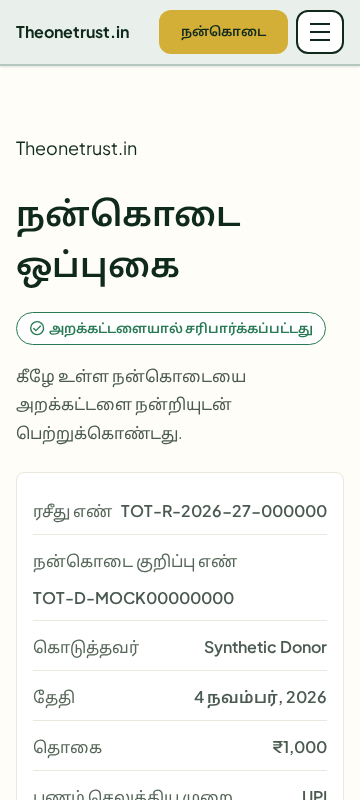 Theonetrust.in
நன்கொடை
Theonetrust.in
நன்கொடை
ஒப்புகை
அறக்கட்டளையால் சரிபார்க்கப்பட்டது
கீழே உள்ள நன்கொடையை
அறக்கட்டளை நன்றியுடன்
பெற்றுக்கொண்டது.
ரசீது எண் TOT-R-2026-27-000000
நன்கொடை குறிப்பு எண்
TOT-D-MOCK00000000
கொடுத்தவர் Synthetic Donor
தேதி 4 நவம்பர், 2026
தொகை ₹1,000
பணம் செலுத்திய முறை UPI